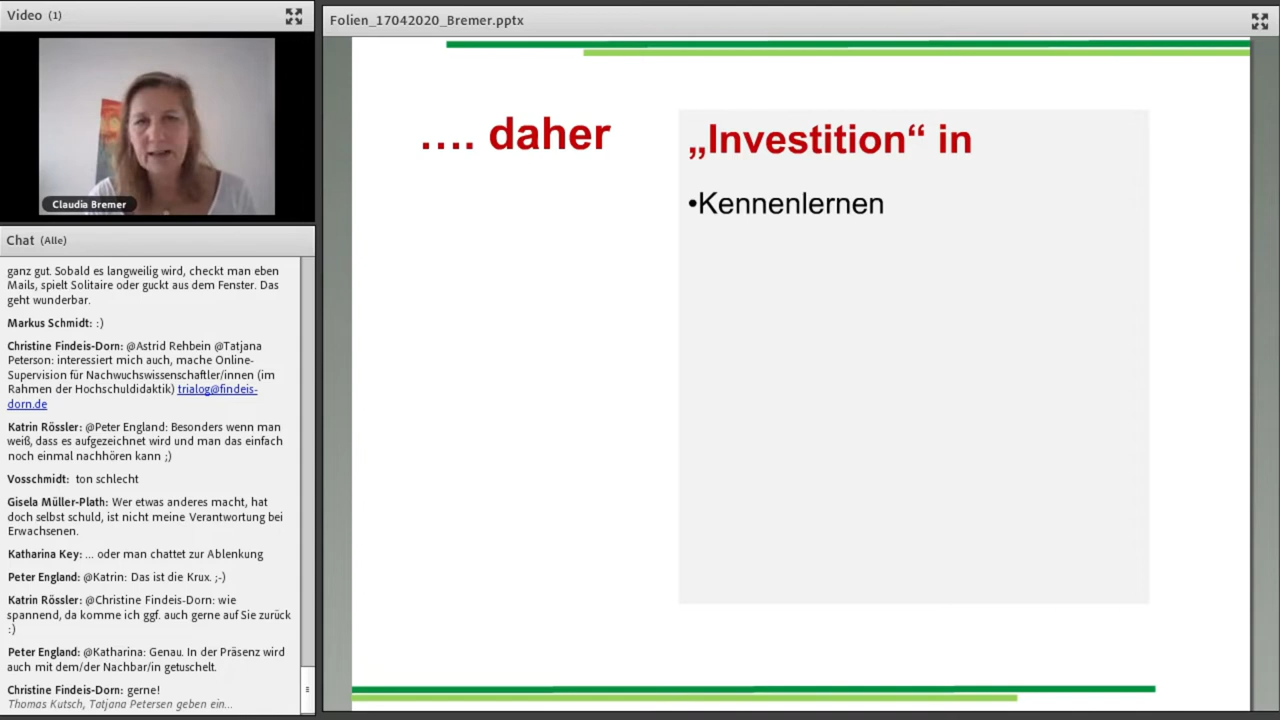 Video (1)
Claudia Bremer
Chat (Alle)
ganz gut. Sobald es langweilig wird, checkt man eben
Mails, spielt Solitaire oder guckt aus dem Fenster. Das
geht wunderbar.
Markus Schmidt: :)
Christine Findeis-Dorn: @Astrid Rehbein @Tatjana
Peterson: interessiert mich auch, mache Online-
Supervision für Nachwuchswissenschaftler/innen (im
Rahmen der Hochschuldidaktik) trialog@findeis-
dorn.de
Katrin Rössler: @Peter England: Besonders wenn man
weiß, dass es aufgezeichnet wird und man das einfach
noch einmal nachhören kann ;)
Vosschmidt: ton schlecht
Gisela Müller-Plath: Wer etwas anderes macht, hat
doch selbst schuld, ist nicht meine Verantwortung bei
Erwachsenen.
Katharina Key: ... oder man chattet zur Ablenkung
Peter England: @Katrin: Das ist die Krux. ;-)
Katrin Rössler: @Christine Findeis-Dorn: wie
spannend, da komme ich ggf. auch gerne auf Sie zurück
:)
Peter England: @Katharina: Genau. In der Präsenz wird
auch mit dem/der Nachbar/in getuschelt.
Christine Findeis-Dorn: gerne!
Thomas Kutsch, Tatjana Petersen geben ein...
Folien_17042020_Bremer.pptx
.... daher
„Investition“ in
•Kennenlernen